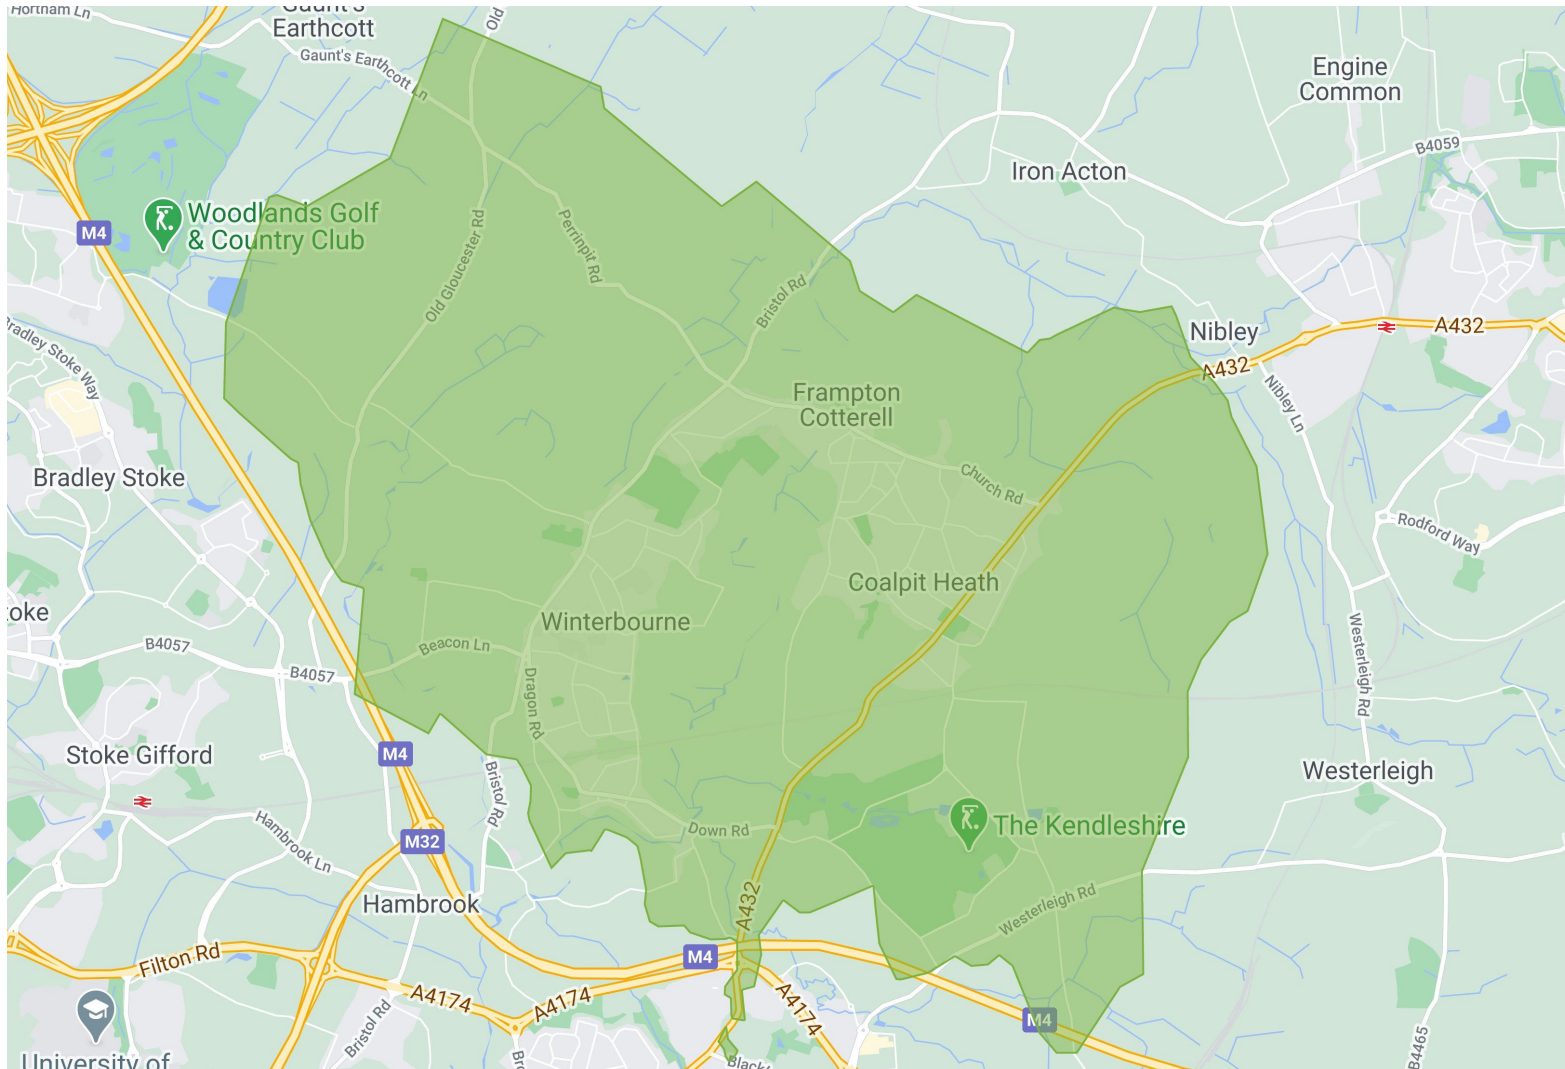 Hortham Ln
Gaunt's
Earthcott
Old
Gaunt's Earthcott Ln
Engine
Common
B4059
Iron Acton
Woodlands Golf
& Country Club
M4
Old Gloucester Rd
Perrinpit Rd
Bristol Rd
Nibley
A432
A432
Bradley Stoke Way
Nibley Ln
Frampton
Cotterell
Bradley Stoke
Church Rd
Rodford Way
Coalpit Heath
toke
Winterbourne
B4057
B4057
Beacon Ln
Westerleigh Rd
Dragon Rd
Stoke Gifford
M4
Bristol Rd
Westerleigh
M32
Hambrook Ln
Down Rd
The Kendleshire
Hambrook
A432
Westerleigh Rd
Filton Rd
M4
A4174
A4174
A4174
M4
Bristol Rd
B4465
University of